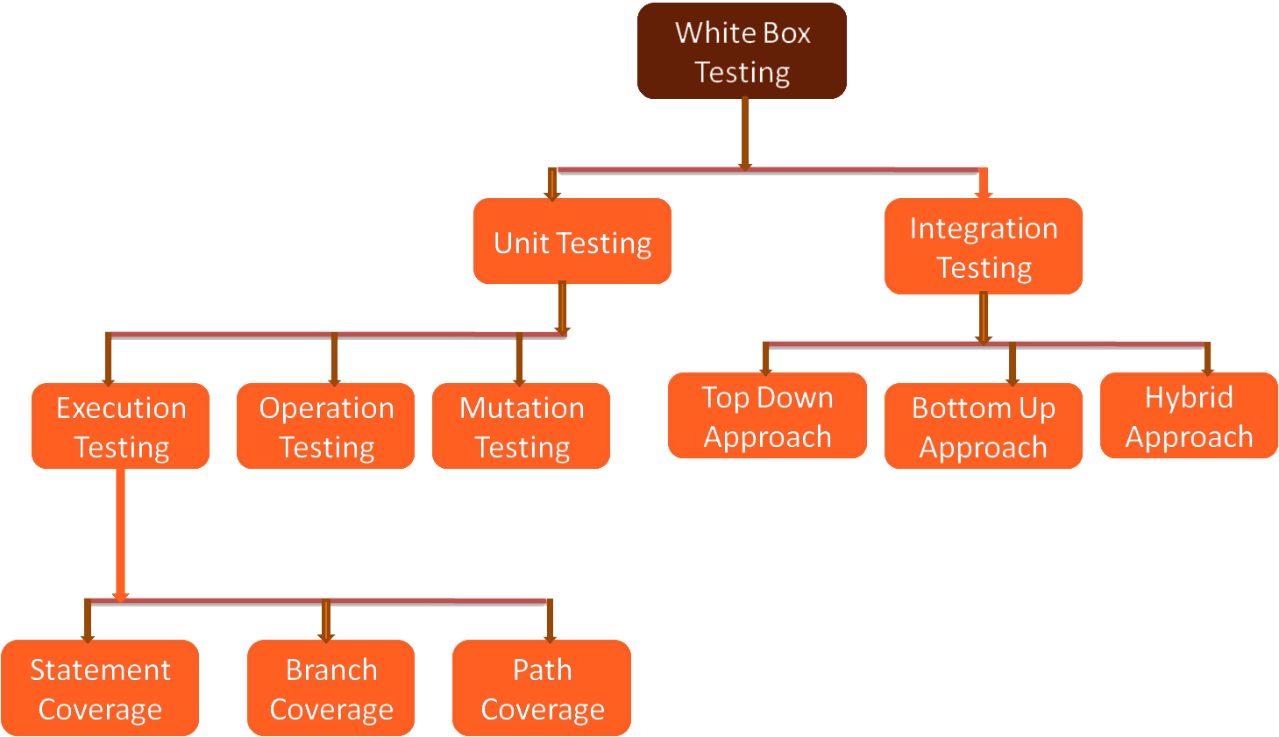 White Box
Testing
Unit Testing
Integration
Testing
Execution
Testing
Operation
Testing
Mutation
Testing
Top Down
Approach
Bottom Up
Approach
Hybrid
Approach
Statement
Coverage
Branch
Coverage
Path
Coverage